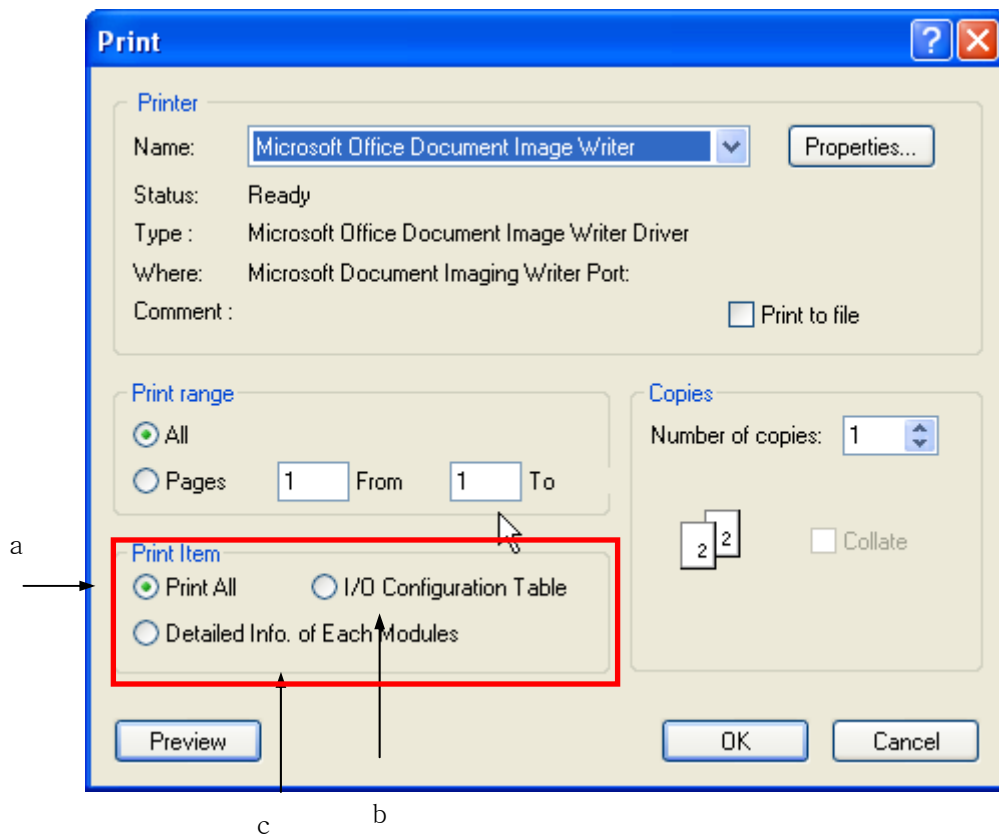 Print
Printer
Name: Microsoft Office Document Image Writer Properties...
Status: Ready
Type : Microsoft Office Document Image Writer Driver
Where: Microsoft Document Imaging Writer Port:
Comment : Print to file
Print range
All
Pages 1 From 1 To
Copies
Number of copies: 1
2 2
Collate
a
Print Item
Print All I/O Configuration Table
Detailed Info. of Each Modules
Preview OK Cancel
c b